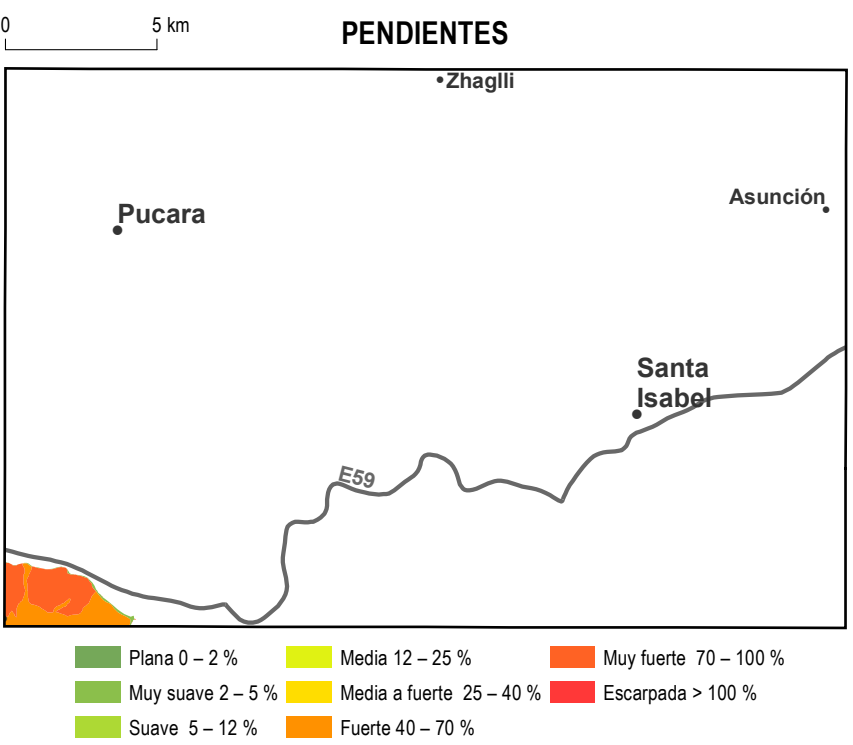 0 5 km
PENDIENTES
Zhaglli
Asunción
Pucara
Santa
Isabel
E59
Plana 0 – 2 %
Muy suave 2 – 5 %
Suave 5 – 12 %
Media 12 – 25 %
Media a fuerte 25 – 40 %
Fuerte 40 – 70 %
Muy fuerte 70 – 100 %
Escarpada > 100 %